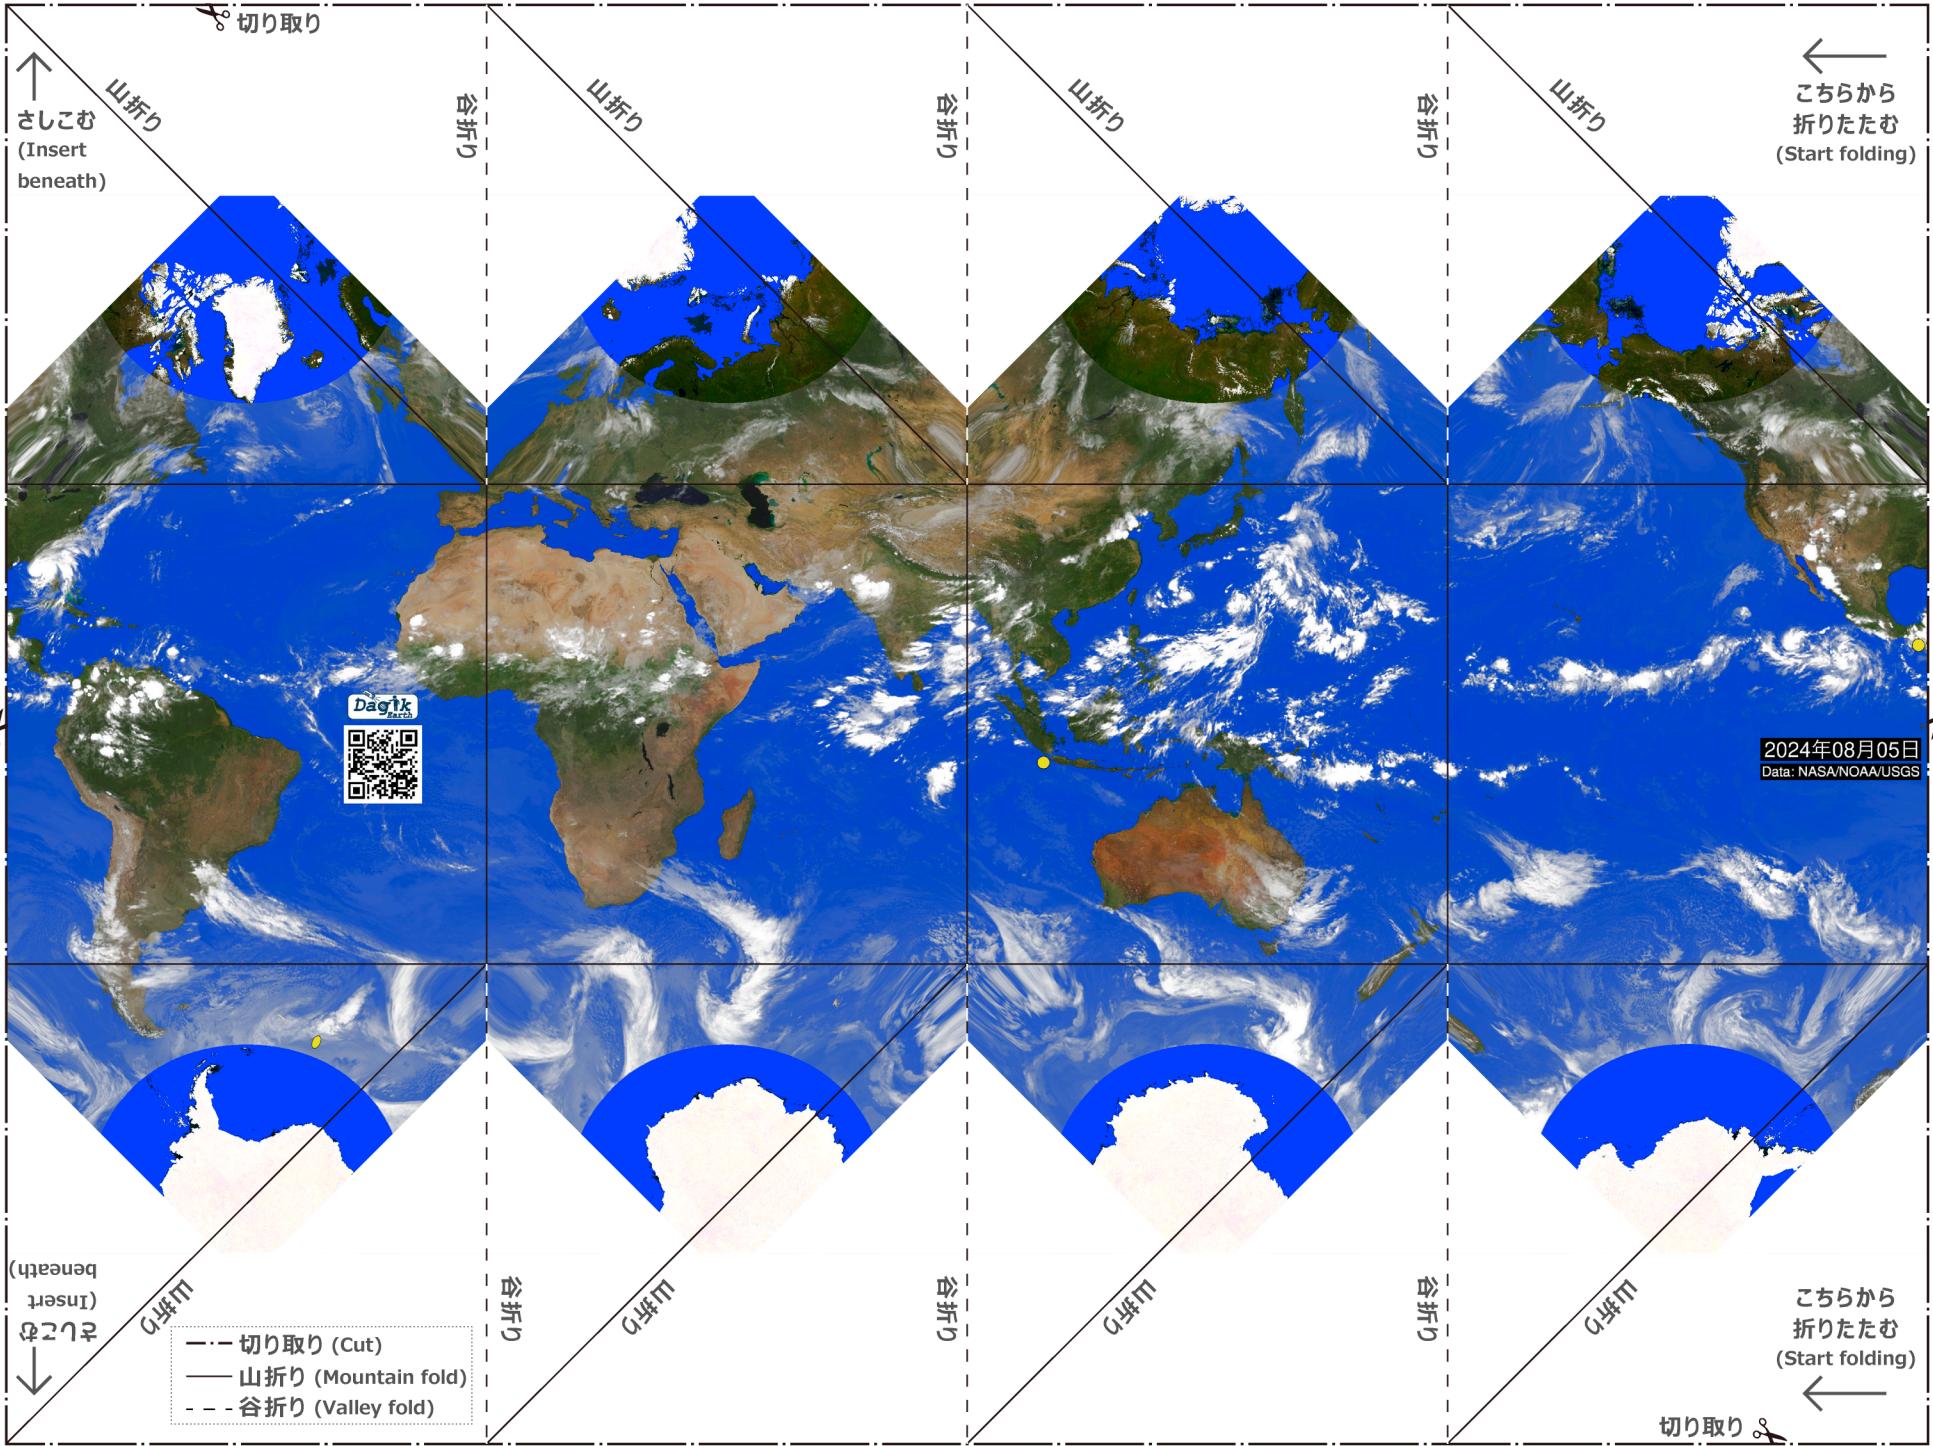 切り取り
山折り
谷折り
山折り
谷折り
山折り
谷折り
山折り
さしこむ
(Insert
beneath)
こちらから
折りたたむ
(Start folding)
Dagik
Earth
2024年08月05日
Data: NASA/NOAA/USGS
さしこむ
(Insert
beneath)
山折り
谷折り
山折り
谷折り
山折り
谷折り
山折り
切り取り (Cut)
山折り (Mountain fold)
谷折り (Valley fold)
こちらから
折りたたむ
(Start folding)
切り取り